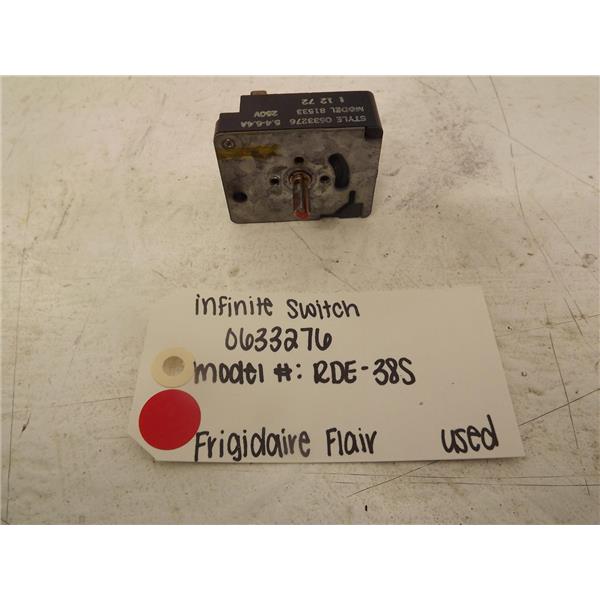 STYLE 0633276 5.4-6.4A
MODEL 81533 250V
1 12 72
infinite switch
0633276
model #: RDE-38S
Frigidaire Flair used